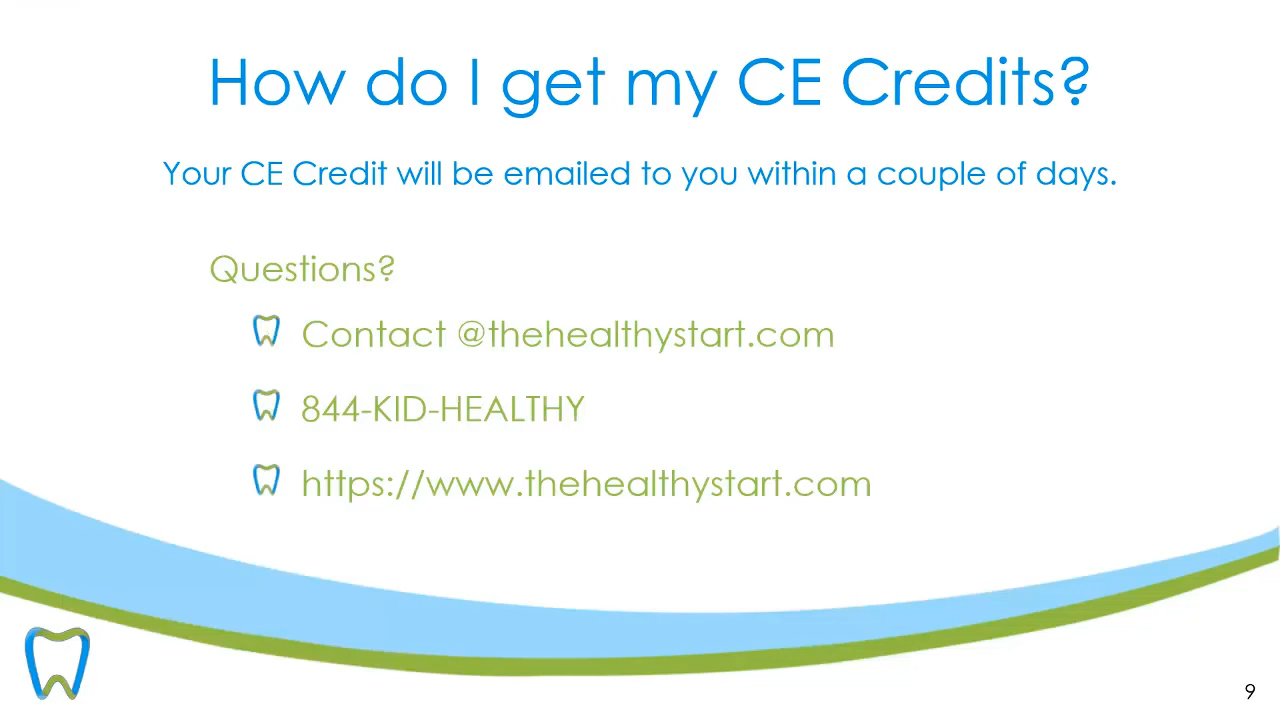 How do I get my CE Credits?
Your CE Credit will be emailed to you within a couple of days.
Questions?
Contact @thehealthystart.com
844-KID-HEALTHY
https://www.thehealthystart.com
9